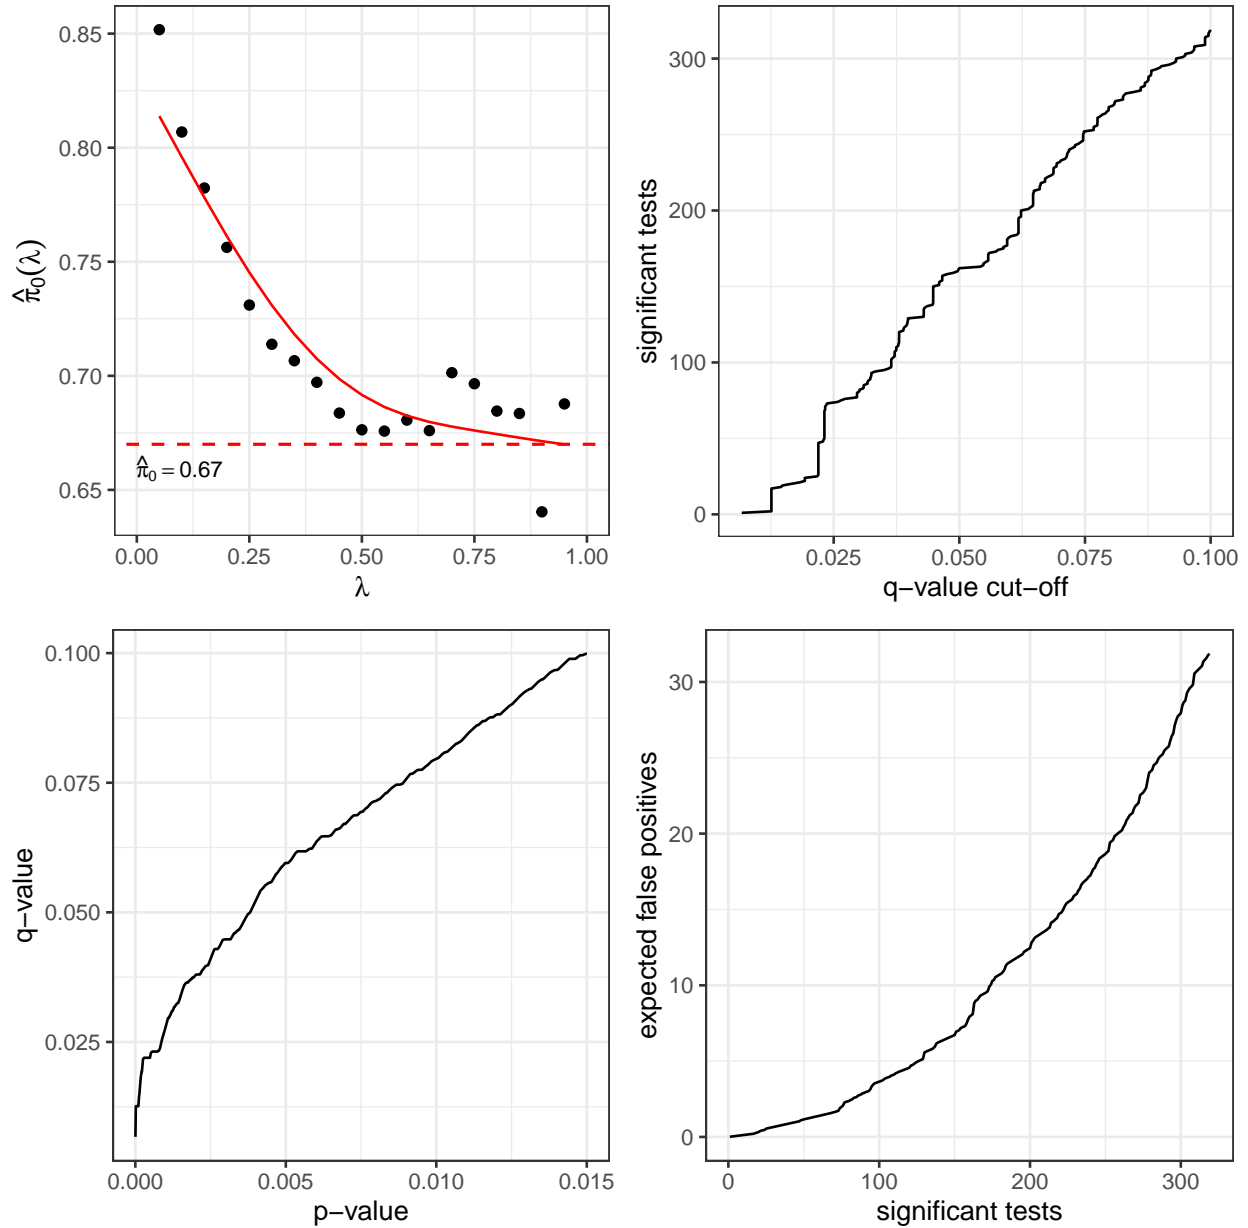 0.85
0.80
0.75
0.70
0.65
π̂₀(λ)
π̂₀ = 0.67
0.00 0.25 0.50 0.75 1.00
λ
300
200
100
0
significant tests
0.025 0.050 0.075 0.100
q−value cut−off
0.100
0.075
0.050
0.025
q−value
0.000 0.005 0.010 0.015
p−value
30
20
10
0
expected false positives
0 100 200 300
significant tests